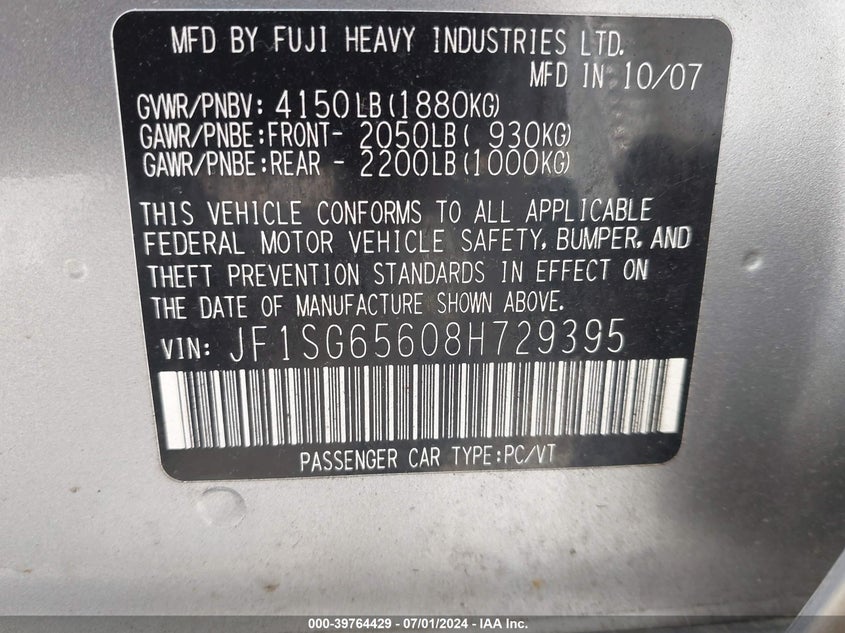 MFD BY FUJI HEAVY INDUSTRIES LTD.
MFD IN 10/07
GVWR/PNBV: 4150LB(1880KG)
GAWR/PNBE:FRONT- 2050LB( 930KG)
GAWR/PNBE:REAR - 2200LB(1000KG)
THIS VEHICLE CONFORMS TO ALL APPLICABLE
FEDERAL MOTOR VEHICLE SAFETY, BUMPER, AND
THEFT PREVENTION STANDARDS IN EFFECT ON
THE DATE OF MANUFACTURE SHOWN ABOVE.
VIN: JF1SG65608H729395
PASSENGER CAR TYPE:PC/VT
000-39764429 - 07/01/2024 - IAA Inc.